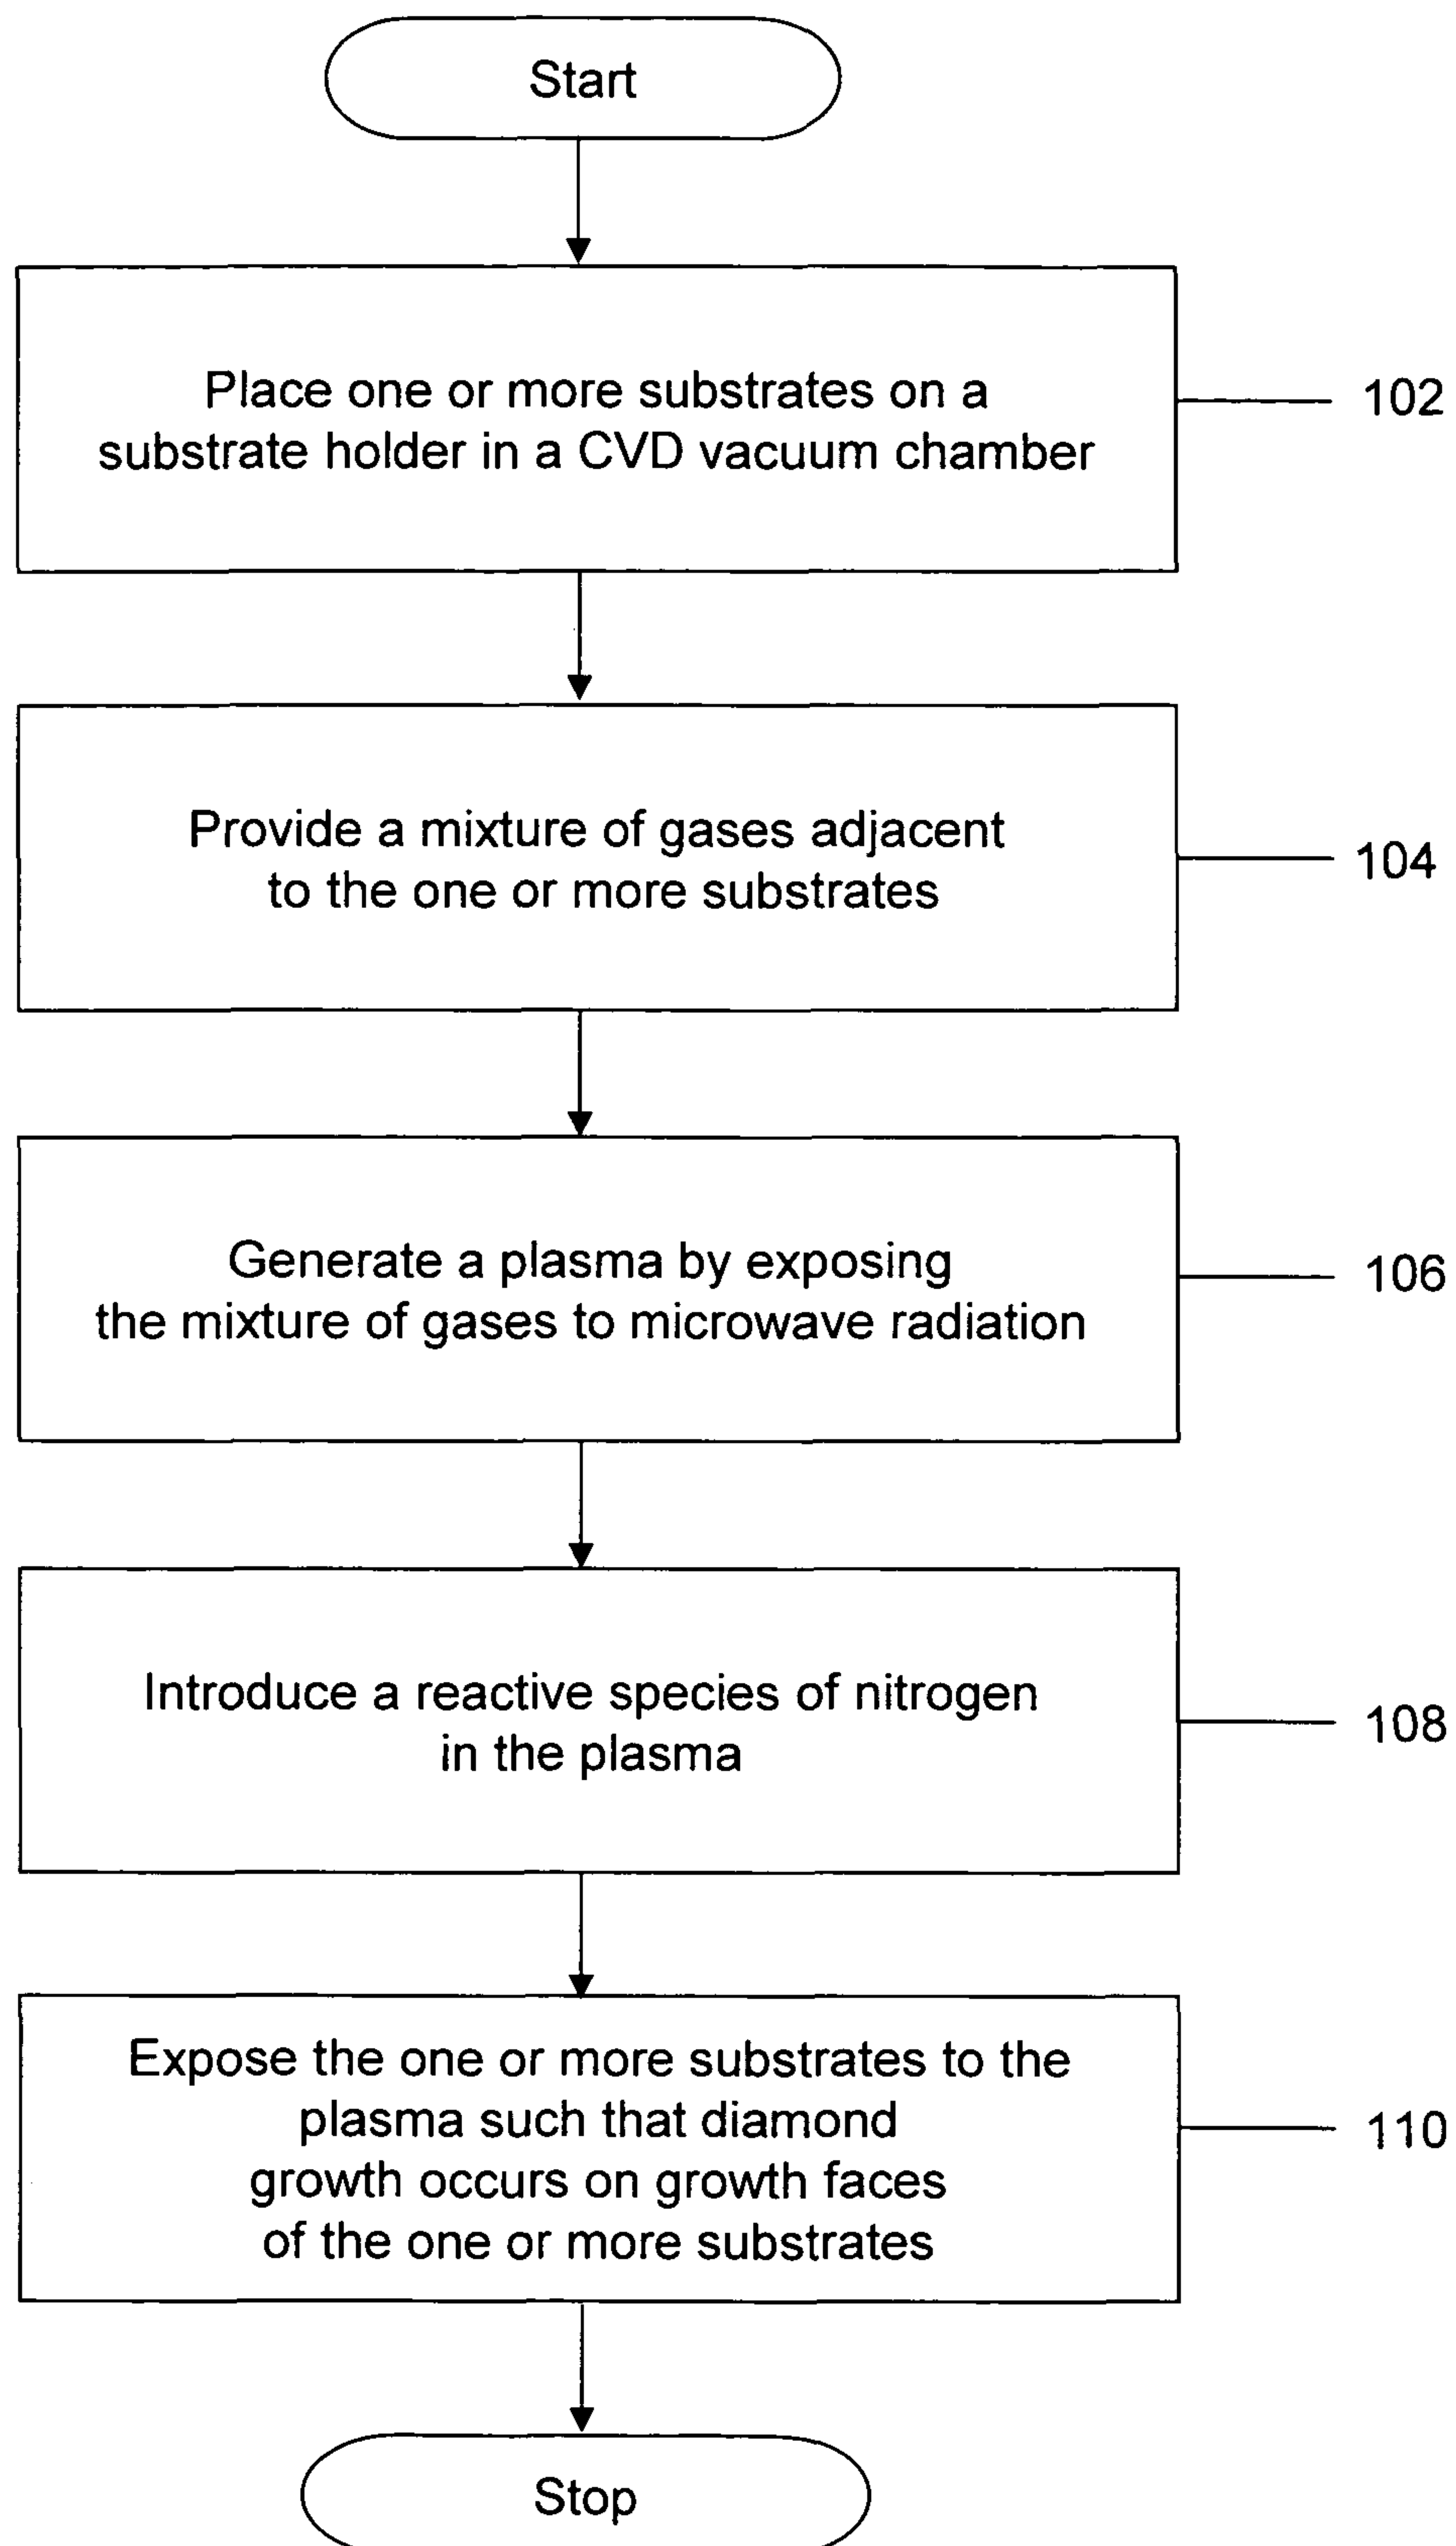 Start
Place one or more substrates on a
substrate holder in a CVD vacuum chamber
102
Provide a mixture of gases adjacent
to the one or more substrates
104
Generate a plasma by exposing
the mixture of gases to microwave radiation
106
Introduce a reactive species of nitrogen
in the plasma
108
Expose the one or more substrates to the
plasma such that diamond
growth occurs on growth faces
of the one or more substrates
110
Stop